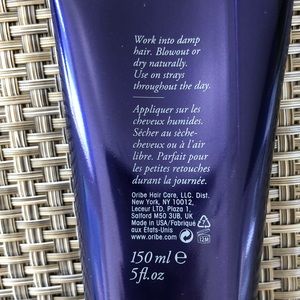 Work into damp
hair. Blowout or
dry naturally.
Use on strays
throughout the day.
Appliquer sur les
cheveux humides.
Sécher au sèche-
cheveux ou à l'air
libre. Parfait pour
les petites retouches
durant la journée.
Oribe Hair Care, LLC. Dist.
New York, NY 10012,
Leceur LTD, Plaza 1,
Salford M50 3UB, UK
Made in USA/Fabriqué
aux États-Unis
www.oribe.com
12M
150 ml ℮
5 fl.oz